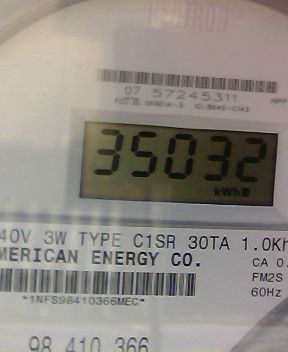 07 57245311
35032
kWh
40V 3W TYPE C1SR 30TA 1.0Kh
MERICAN ENERGY CO.
CA 0.
FM2S
60Hz
*1NFS98410366MEC*
98 410 366